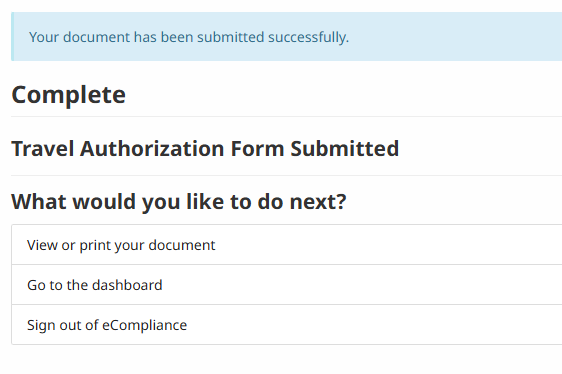 Your document has been submitted successfully.
Complete
Travel Authorization Form Submitted
What would you like to do next?
View or print your document
Go to the dashboard
Sign out of eCompliance